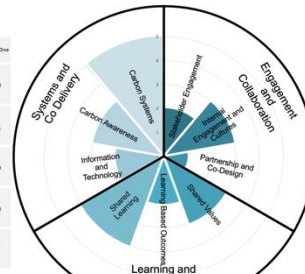 One
Systems and
Co Delivery
Carbon Systems
Carbon Awareness
Information
and
Technology
Shared
Learning
Learning Based Outcomes
Shared Values
Partnership and
Co-Design
Internal
Engagement and
Cultures
Stakeholder Engagement
Engagement
and
Collaboration
Learning and